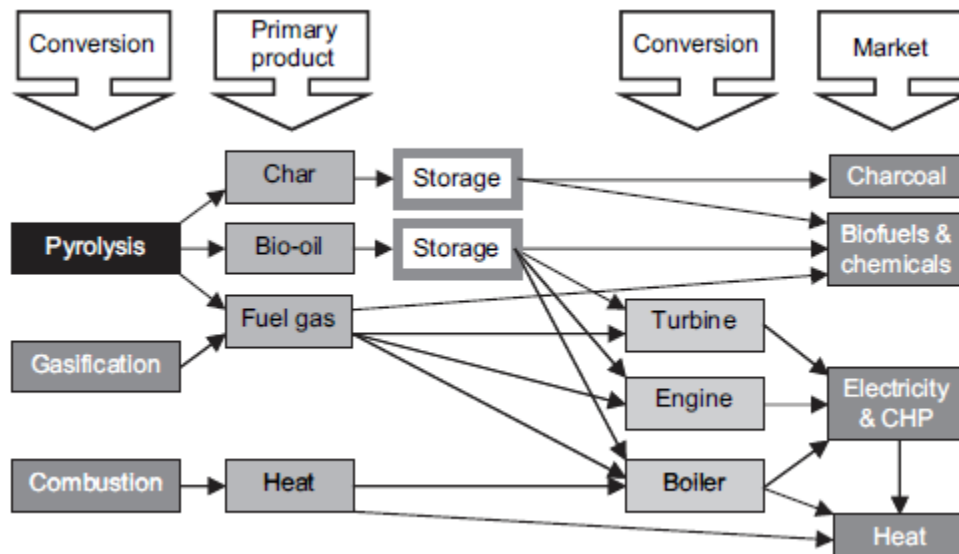 Conversion
Primary
product
Conversion
Market
Char
Storage
Charcoal
Pyrolysis
Bio-oil
Storage
Biofuels &
chemicals
Fuel gas
Turbine
Gasification
Engine
Electricity
& CHP
Combustion
Heat
Boiler
Heat